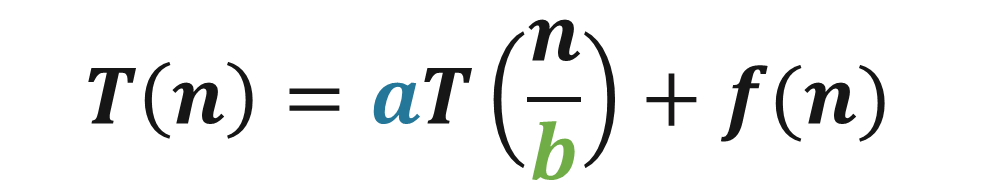 T(n) = aT(n/b) + f(n)